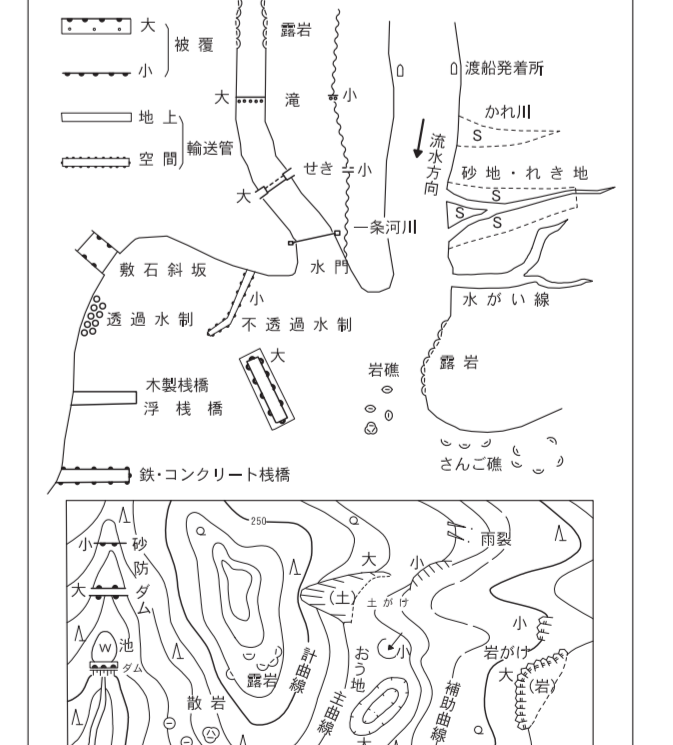 大
被覆
小
地上
輸送管
空間
露岩
大 滝 小
せき 小
大
一条河川
水門
渡船発着所
かれ川
S
流水方向
砂地・れき地
S
S
S
水がい線
敷石斜坂
透過水制
小
不透過水制
大
木製桟橋
浮桟橋
鉄・コンクリート桟橋
岩礁
露岩
さんご礁
250
小 砂防ダム
大
W 池
ダム
散岩
露岩
計曲線
主曲線
大
(土)
土がけ
小
雨裂
おう地
小
大
補助曲線
小
岩がけ
大
(岩)